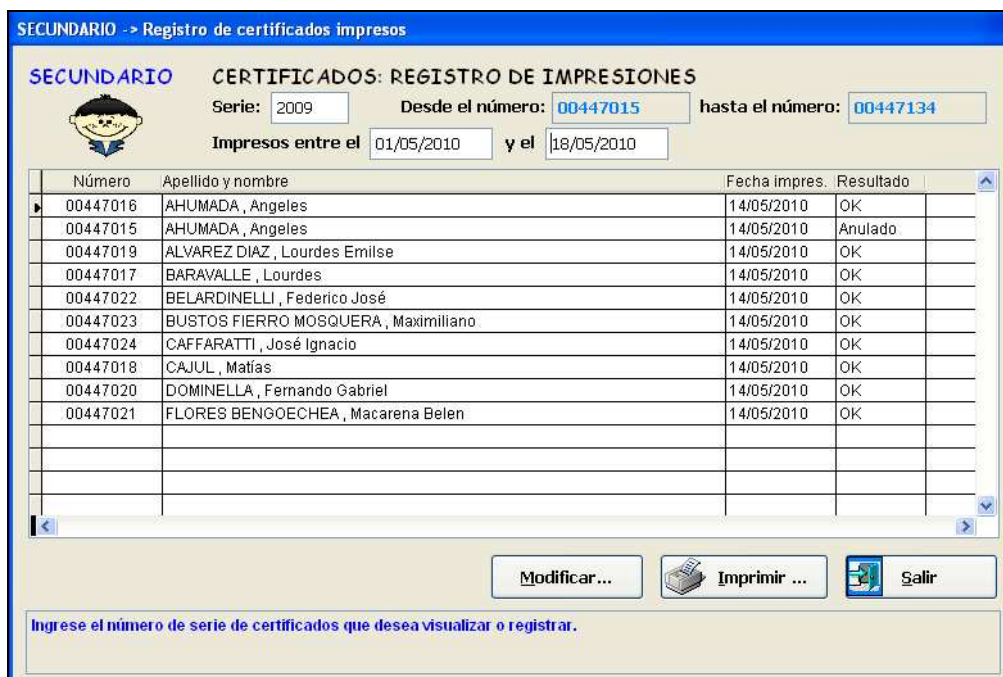 SECUNDARIO -> Registro de certificados impresos
SECUNDARIO CERTIFICADOS: REGISTRO DE IMPRESIONES
Serie: 2009 Desde el número: 00447015 hasta el número: 00447134
Impresos entre el 01/05/2010 y el 18/05/2010
Número Apellido y nombre Fecha impres. Resultado
00447016 AHUMADA , Angeles 14/05/2010 OK
00447015 AHUMADA , Angeles 14/05/2010 Anulado
00447019 ALVAREZ DIAZ , Lourdes Emilse 14/05/2010 OK
00447017 BARAVALLE , Lourdes 14/05/2010 OK
00447022 BELARDINELLI , Federico José 14/05/2010 OK
00447023 BUSTOS FIERRO MOSQUERA , Maximiliano 14/05/2010 OK
00447024 CAFFARATTI , José Ignacio 14/05/2010 OK
00447018 CAJUL , Matías 14/05/2010 OK
00447020 DOMINELLA , Fernando Gabriel 14/05/2010 OK
00447021 FLORES BENGOECHEA , Macarena Belen 14/05/2010 OK
Modificar... Imprimir ... Salir
Ingrese el número de serie de certificados que desea visualizar o registrar.